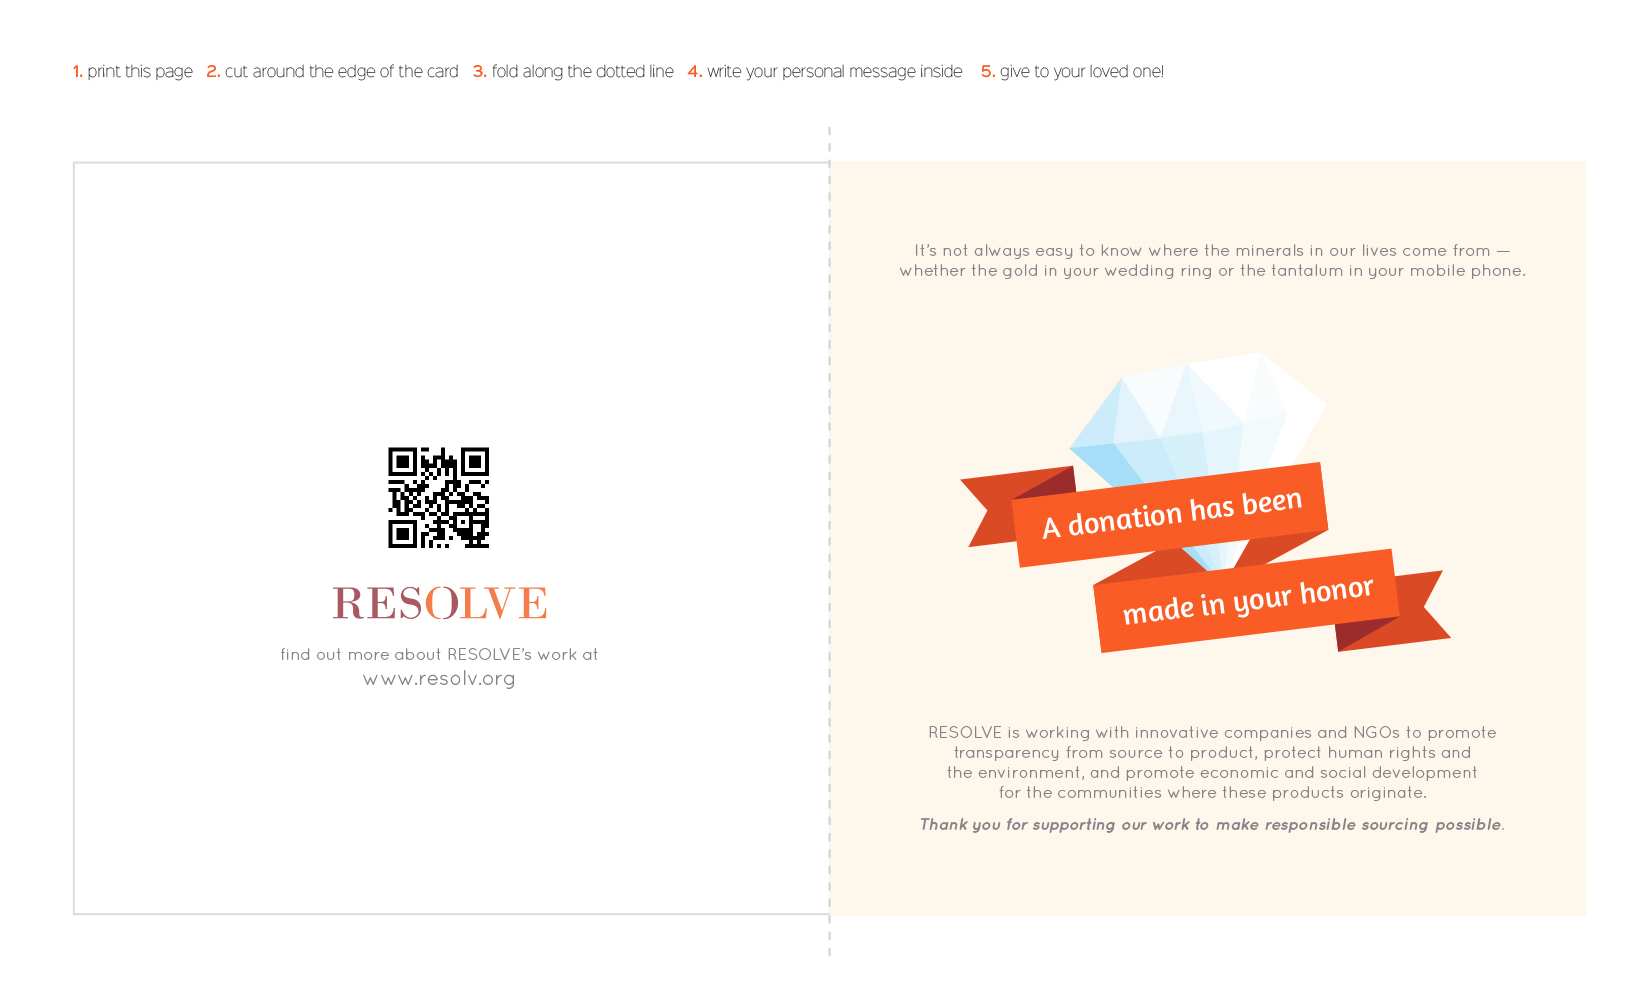 1. print this page 2. cut around the edge of the card 3. fold along the dotted line 4. write your personal message inside 5. give to your loved one!
RESOLVE
find out more about RESOLVE's work at
www.resolv.org
It's not always easy to know where the minerals in our lives come from —
whether the gold in your wedding ring or the tantalum in your mobile phone.
A donation has been
made in your honor
RESOLVE is working with innovative companies and NGOs to promote
transparency from source to product, protect human rights and
the environment, and promote economic and social development
for the communities where these products originate.
Thank you for supporting our work to make responsible sourcing possible.